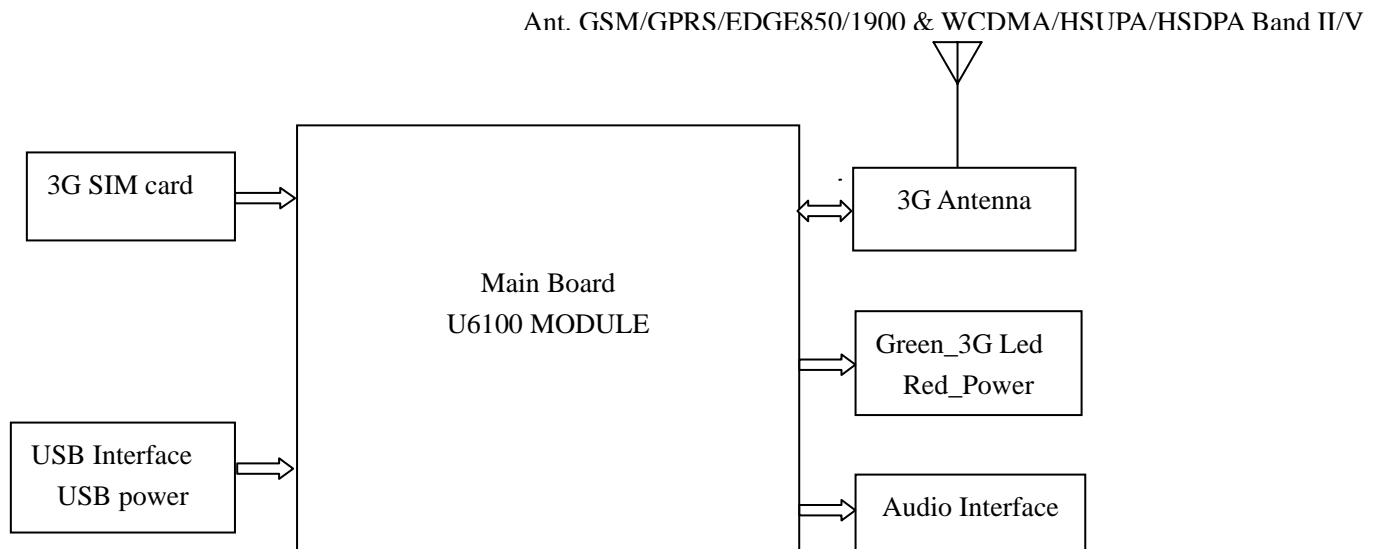 Ant. GSM/GPRS/EDGE850/1900 & WCDMA/HSUPA/HSDPA Band II/V
3G SIM card
3G Antenna
Main Board
U6100 MODULE
Green_3G Led
Red_Power
USB Interface
USB power
Audio Interface